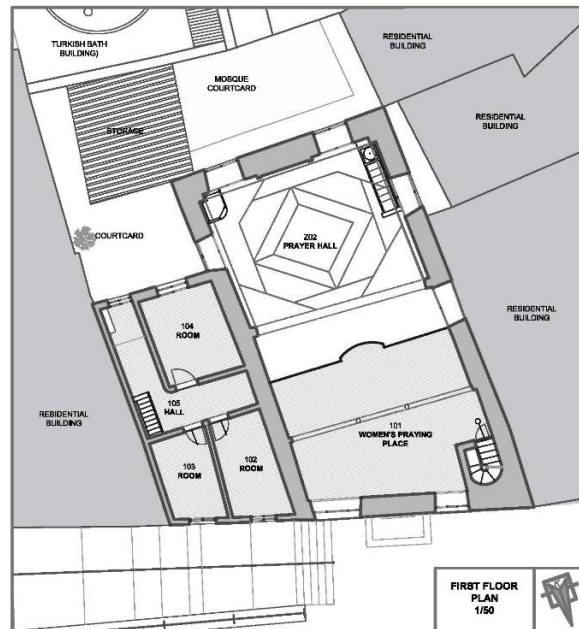 TURKISH BATH
BUILDING)
RESIDENTIAL
BUILDING
MOSQUE
COURTCARD
STORAGE
RESIDENTIAL
BUILDING
COURTCARD
Z02
PRAYER HALL
104
ROOM
RESIDENTIAL
BUILDING
105
HALL
RESIDENTIAL
BUILDING
101
WOMEN'S PRAYING
PLACE
103
ROOM
102
ROOM
FIRST FLOOR
PLAN
1/50